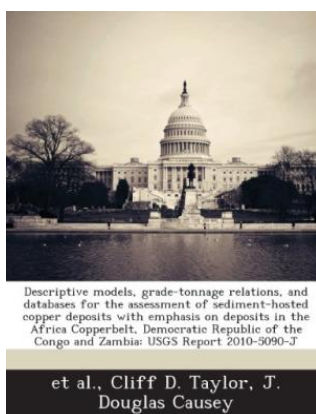 Descriptive models, grade-tonnage relations, and
databases for the assessment of sediment-hosted
copper deposits with emphasis on deposits in the
Africa Copperbelt, Democratic Republic of the
Congo and Zambia: USGS Report 2010-5090-J
et al., Cliff D. Taylor, J.
Douglas Causey